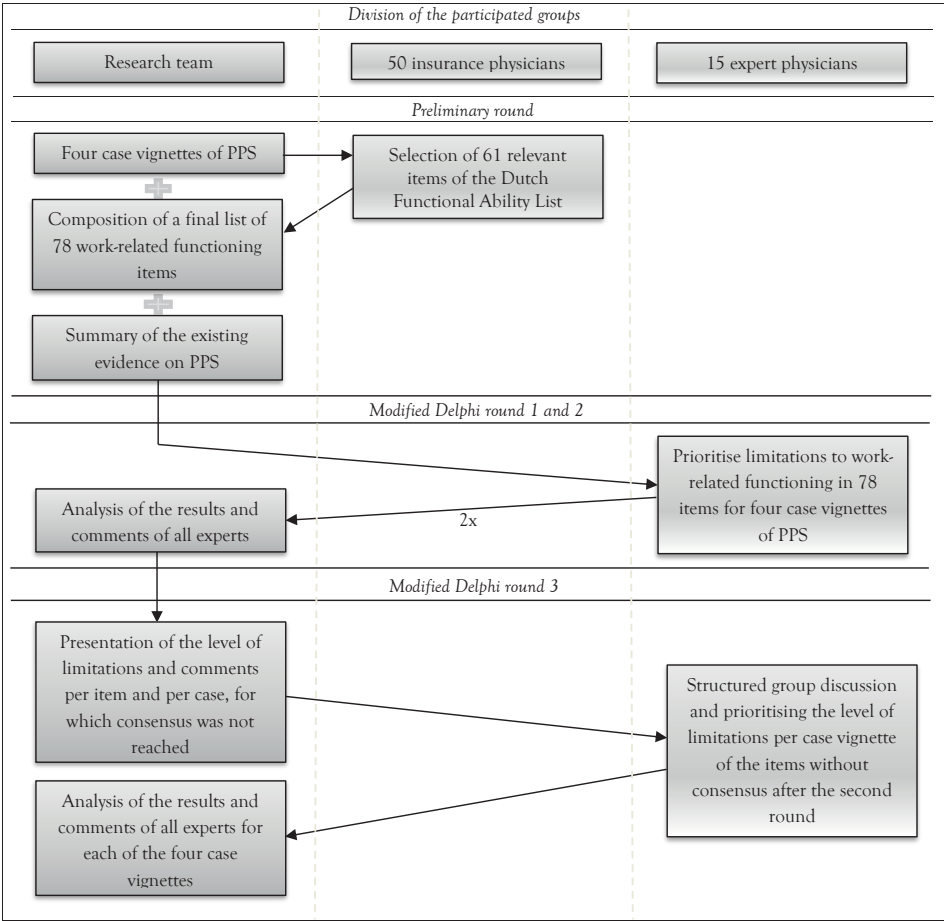 Division of the participated groups
Research team
50 insurance physicians
15 expert physicians
Preliminary round
Four case vignettes of PPS
Selection of 61 relevant
items of the Dutch
Functional Ability List
Composition of a final list of
78 work-related functioning
items
Summary of the existing
evidence on PPS
Modified Delphi round 1 and 2
Prioritise limitations to work-
related functioning in 78
items for four case vignettes
of PPS
Analysis of the results and
comments of all experts
2x
Modified Delphi round 3
Presentation of the level of
limitations and comments
per item and per case, for
which consensus was not
reached
Structured group discussion
and prioritising the level of
limitations per case vignette
of the items without
consensus after the second
round
Analysis of the results and
comments of all experts for
each of the four case
vignettes